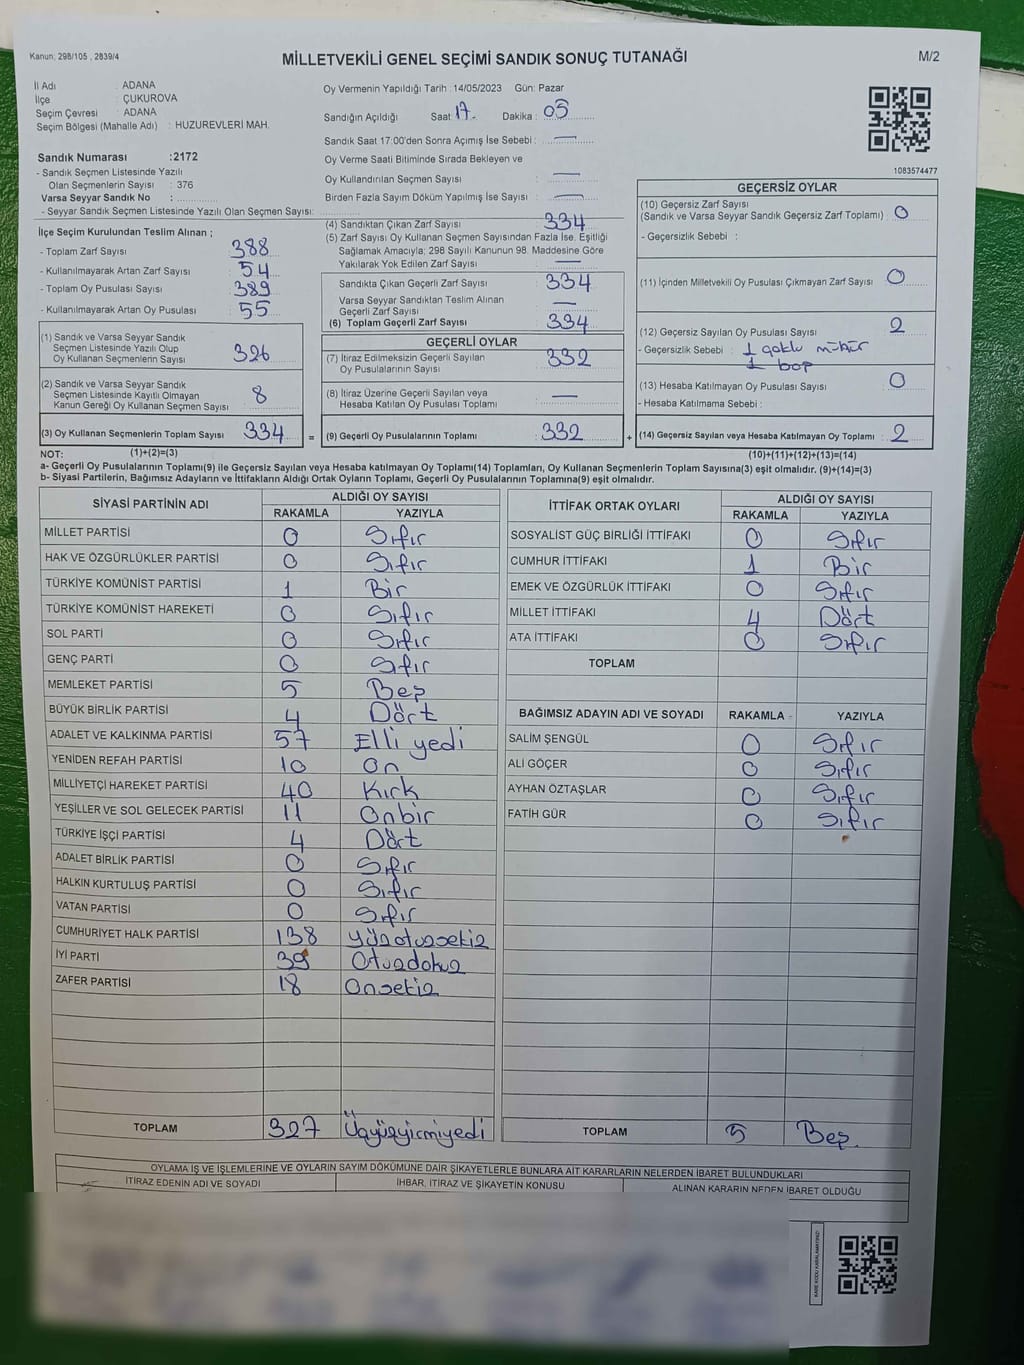 Kanun; 298/105 , 2839/4
MİLLETVEKİLİ GENEL SEÇİMİ SANDIK SONUÇ TUTANAĞI
M/2
İl Adı : ADANA
İlçe : ÇUKUROVA
Seçim Çevresi : ADANA
Seçim Bölgesi (Mahalle Adı) : HUZUREVLERİ MAH.
Sandık Numarası :2172
- Sandık Seçmen Listesinde Yazılı
Olan Seçmenlerin Sayısı : 376
Varsa Seyyar Sandık No :
- Seyyar Sandık Seçmen Listesinde Yazılı Olan Seçmen Sayısı:
İlçe Seçim Kurulundan Teslim Alınan ;
- Toplam Zarf Sayısı : 388
- Kullanılmayarak Artan Zarf Sayısı : 54
- Toplam Oy Pusulası Sayısı : 389
- Kullanılmayarak Artan Oy Pusulası : 55
(1) Sandık ve Varsa Seyyar Sandık
Seçmen Listesinde Yazılı Olup
Oy Kullanan Seçmenlerin Sayısı 326
(2) Sandık ve Varsa Seyyar Sandık
Seçmen Listesinde Kayıtlı Olmayan
Kanun Gereği Oy Kullanan Seçmen Sayısı 8
(3) Oy Kullanan Seçmenlerin Toplam Sayısı 334
Oy Vermenin Yapıldığı Tarih : 14/05/2023 Gün: Pazar
Sandığın Açıldığı Saat : 17. Dakika : 05
Sandık Saat 17:00'den Sonra Açımış İse Sebebi : —
Oy Verme Saati Bitiminde Sırada Bekleyen ve
Oy Kullandırılan Seçmen Sayısı : —
Birden Fazla Sayım Döküm Yapılmış İse Sayısı : —
(4) Sandıktan Çıkan Zarf Sayısı : 334
(5) Zarf Sayısı Oy Kullanan Seçmen Sayısından Fazla İse, Eşitliği
Sağlamak Amacıyla; 298 Sayılı Kanunun 98. Maddesine Göre
Yakılarak Yok Edilen Zarf Sayısı : —
Sandıkta Çıkan Geçerli Zarf Sayısı : 334
Varsa Seyyar Sandıktan Teslim Alınan
Geçerli Zarf Sayısı : —
(6) Toplam Geçerli Zarf Sayısı : 334
GEÇERLİ OYLAR
(7) İtiraz Edilmeksizin Geçerli Sayılan
Oy Pusulalarının Sayısı : 332
(8) İtiraz Üzerine Geçerli Sayılan veya
Hesaba Katılan Oy Pusulası Toplamı : —
= (9) Geçerli Oy Pusulalarının Toplamı : 332
1083574477
GEÇERSİZ OYLAR
(10) Geçersiz Zarf Sayısı
(Sandık ve Varsa Seyyar Sandık Geçersiz Zarf Toplamı) : 0
- Geçersizlik Sebebi :
(11) İçinden Milletvekili Oy Pusulası Çıkmayan Zarf Sayısı : 0
(12) Geçersiz Sayılan Oy Pusulası Sayısı : 2
- Geçersizlik Sebebi : 1 çoklu mühür
1 boş
(13) Hesaba Katılmayan Oy Pusulası Sayısı : 0
- Hesaba Katılmama Sebebi :
+ (14) Geçersiz Sayılan veya Hesaba Katılmayan Oy Toplamı : 2
NOT: (1)+(2)=(3)
(10)+(11)+(12)+(13)=(14)
a- Geçerli Oy Pusulalarının Toplamı(9) ile Geçersiz Sayılan veya Hesaba katılmayan Oy Toplamı(14) Toplamları, Oy Kullanan Seçmenlerin Toplam Sayısına(3) eşit olmalıdır. (9)+(14)=(3)
b- Siyasi Partilerin, Bağımsız Adayların ve İttifakların Aldığı Ortak Oyların Toplamı, Geçerli Oy Pusulalarının Toplamına(9) eşit olmalıdır.
SİYASİ PARTİNİN ADI ALDIĞI OY SAYISI
RAKAMLA YAZIYLA
MİLLET PARTİSİ 0 Sıfır
HAK VE ÖZGÜRLÜKLER PARTİSİ 0 Sıfır
TÜRKİYE KOMÜNİST PARTİSİ 1 Bir
TÜRKİYE KOMÜNİST HAREKETİ 0 Sıfır
SOL PARTİ 0 Sıfır
GENÇ PARTİ 0 Sıfır
MEMLEKET PARTİSİ 5 Beş
BÜYÜK BİRLİK PARTİSİ 4 Dört
ADALET VE KALKINMA PARTİSİ 57 Elli yedi
YENİDEN REFAH PARTİSİ 10 On
MİLLİYETÇİ HAREKET PARTİSİ 40 Kırk
YEŞİLLER VE SOL GELECEK PARTİSİ 11 Onbir
TÜRKİYE İŞÇİ PARTİSİ 4 Dört
ADALET BİRLİK PARTİSİ 0 Sıfır
HALKIN KURTULUŞ PARTİSİ 0 Sıfır
VATAN PARTİSİ 0 Sıfır
CUMHURİYET HALK PARTİSİ 138 Yüzotuzsekiz
İYİ PARTİ 39 Otuzdokuz
ZAFER PARTİSİ 18 Onsekiz
TOPLAM 327 Üçyüzyirmiyedi
İTTİFAK ORTAK OYLARI ALDIĞI OY SAYISI
RAKAMLA YAZIYLA
SOSYALİST GÜÇ BİRLİĞİ İTTİFAKI 0 Sıfır
CUMHUR İTTİFAKI 1 Bir
EMEK VE ÖZGÜRLÜK İTTİFAKI 0 Sıfır
MİLLET İTTİFAKI 4 Dört
ATA İTTİFAKI 0 Sıfır
TOPLAM
BAĞIMSIZ ADAYIN ADI VE SOYADI RAKAMLA YAZIYLA
SALİM ŞENGÜL 0 Sıfır
ALİ GÖÇER 0 Sıfır
AYHAN ÖZTAŞLAR 0 Sıfır
FATİH GÜR 0 Sıfır
TOPLAM 5 Beş
OYLAMA İŞ VE İŞLEMLERİNE VE OYLARIN SAYIM DÖKÜMÜNE DAİR ŞİKAYETLERLE BUNLARA AİT KARARLARIN NELERDEN İBARET BULUNDUKLARI
İTİRAZ EDENİN ADI VE SOYADI
İHBAR, İTİRAZ VE ŞİKAYETİN KONUSU
ALINAN KARARIN NEDEN İBARET OLDUĞU
KARE KODU KARALAMAYINIZ!